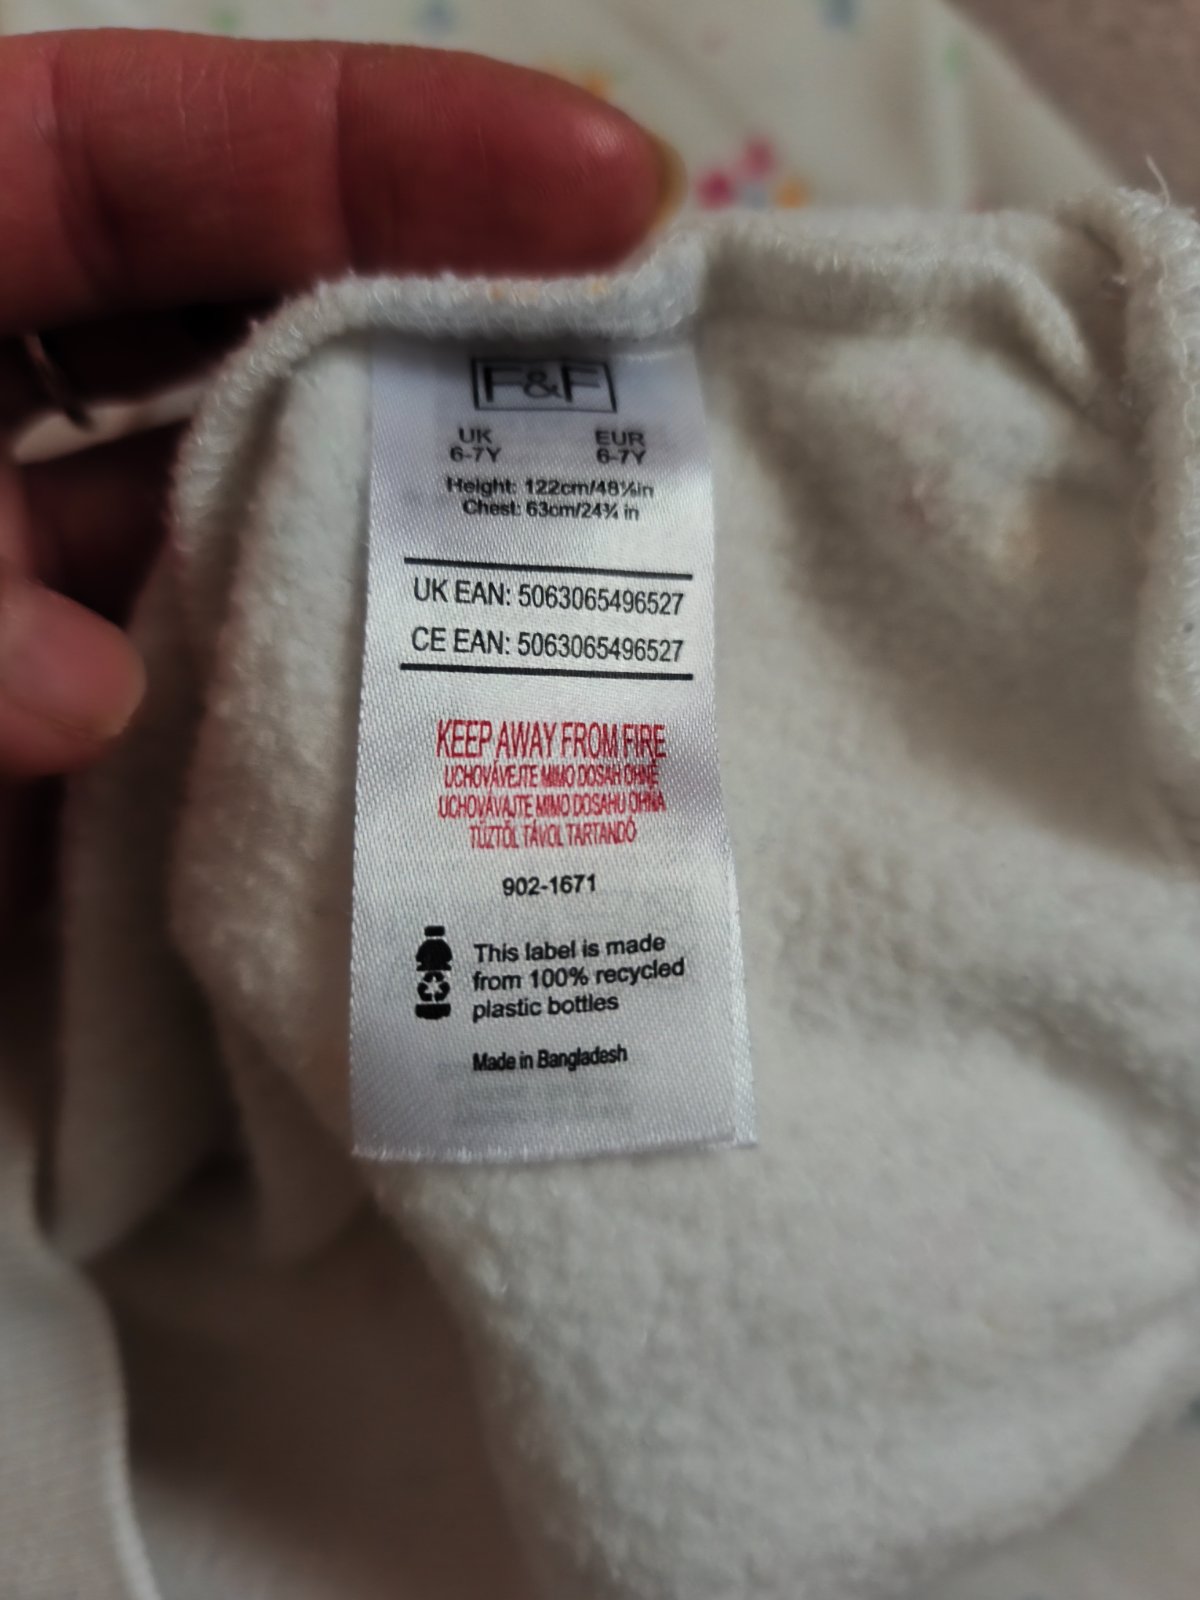 F&F
UK EUR
6-7Y 6-7Y
Height: 122cm/48⅛in
Chest: 63cm/24¾ in
UK EAN: 5063065496527
CE EAN: 5063065496527
KEEP AWAY FROM FIRE
UCHOVÁVEJTE MIMO DOSAH OHNĚ
UCHOVÁVAJTE MIMO DOSAHU OHŇA
TŰZTŐL TÁVOL TARTANDÓ
902-1671
This label is made
from 100% recycled
plastic bottles
Made in Bangladesh